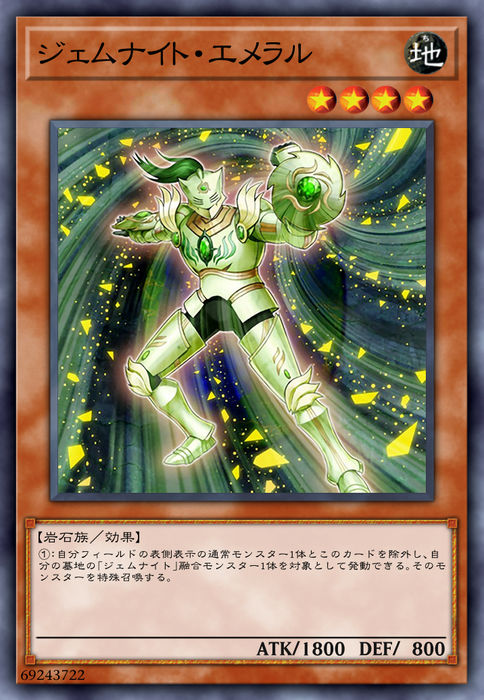 ジェムナイト・エメラル
ち
地
【岩石族／効果】
①：自分フィールドの表側表示の通常モンスター1体とこのカードを除外し、自
分の墓地の「ジェムナイト」融合モンスター1体を対象として発動できる。そのモ
ンスターを特殊召喚する。
ATK/1800 DEF/ 800
69243722